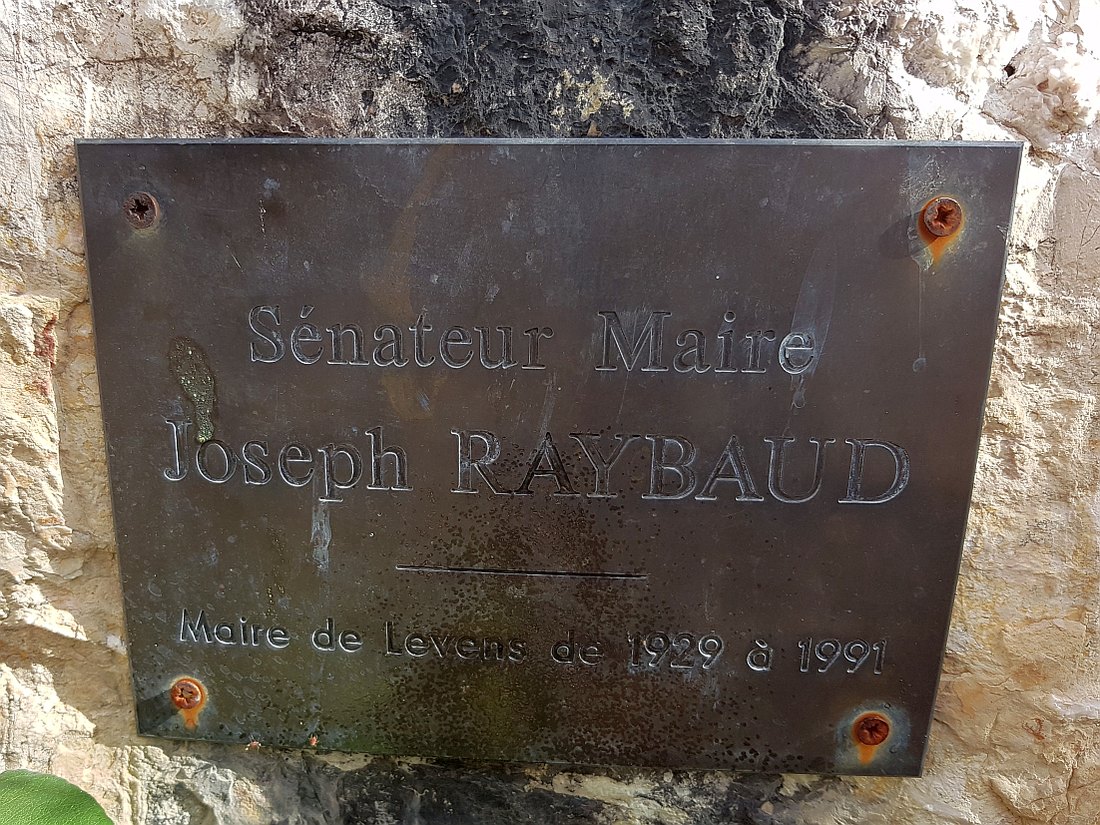 Sénateur Maire
Joseph RAYBAUD
Maire de Levens de 1929 à 1991